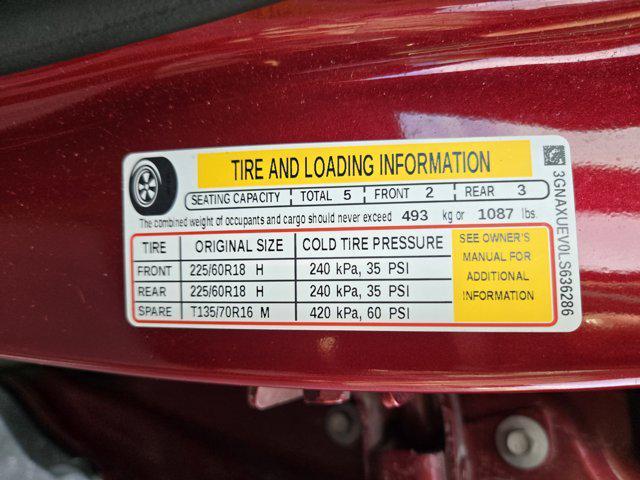 TIRE AND LOADING INFORMATION
SEATING CAPACITY TOTAL 5 FRONT 2 REAR 3
The combined weight of occupants and cargo should never exceed 493 kg or 1087 lbs.
TIRE ORIGINAL SIZE COLD TIRE PRESSURE
FRONT 225/60R18 H 240 kPa, 35 PSI
REAR 225/60R18 H 240 kPa, 35 PSI
SPARE T135/70R16 M 420 kPa, 60 PSI
SEE OWNER'S
MANUAL FOR
ADDITIONAL
INFORMATION
3GNAXUEV0LS636286